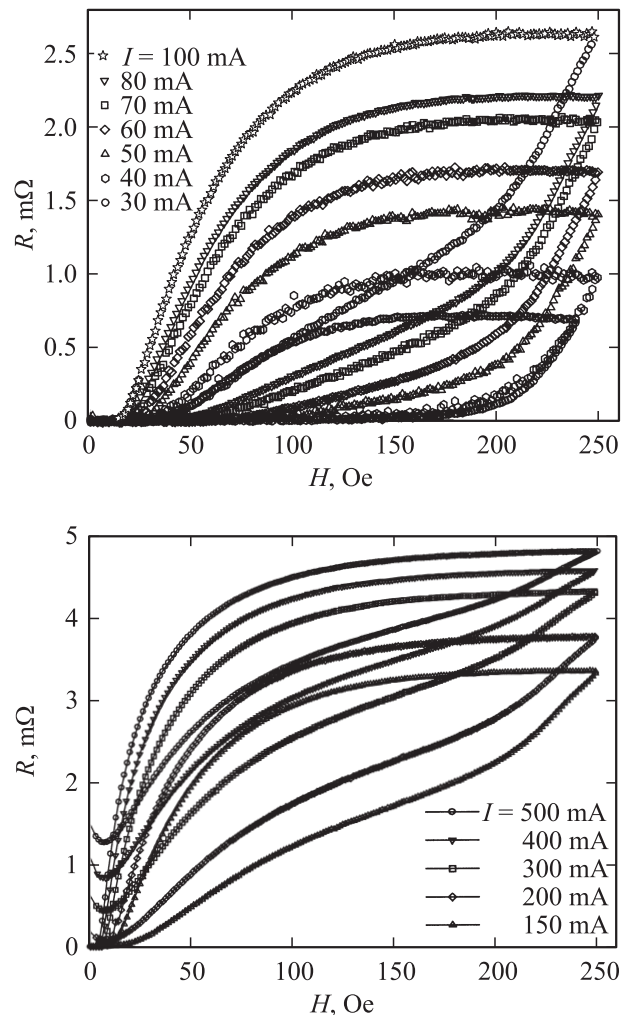 2.5
2.0
1.5
1.0
0.5
0
R, mΩ
I = 100 mA
80 mA
70 mA
60 mA
50 mA
40 mA
30 mA
0 50 100 150 200 250
H, Oe
5
4
3
2
1
0
R, mΩ
I = 500 mA
400 mA
300 mA
200 mA
150 mA
0 50 100 150 200 250
H, Oe